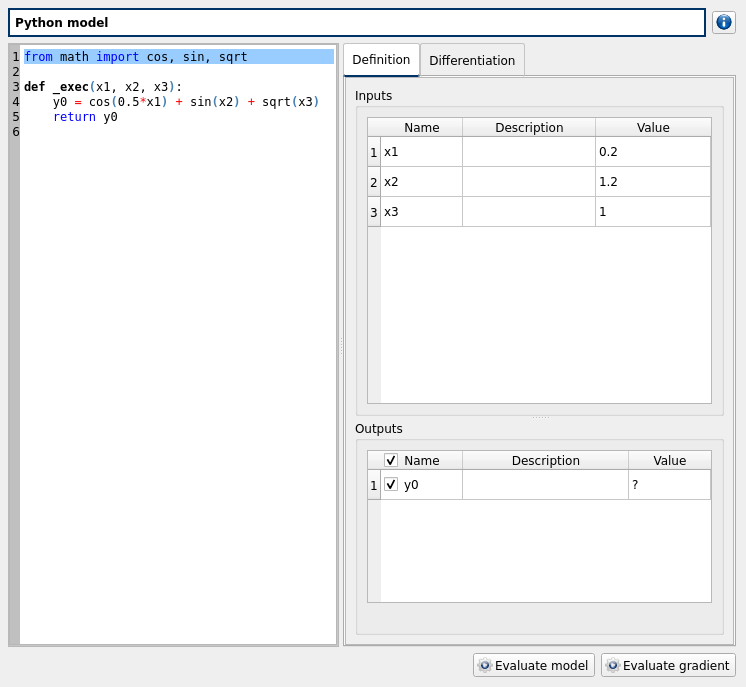 Python model
1 from math import cos, sin, sqrt
2
3 def _exec(x1, x2, x3):
4     y0 = cos(0.5*x1) + sin(x2) + sqrt(x3)
5     return y0
6
Definition Differentiation
Inputs
Name Description Value
1 x1 0.2
2 x2 1.2
3 x3 1
Outputs
Name Description Value
1 y0 ?
Evaluate model Evaluate gradient